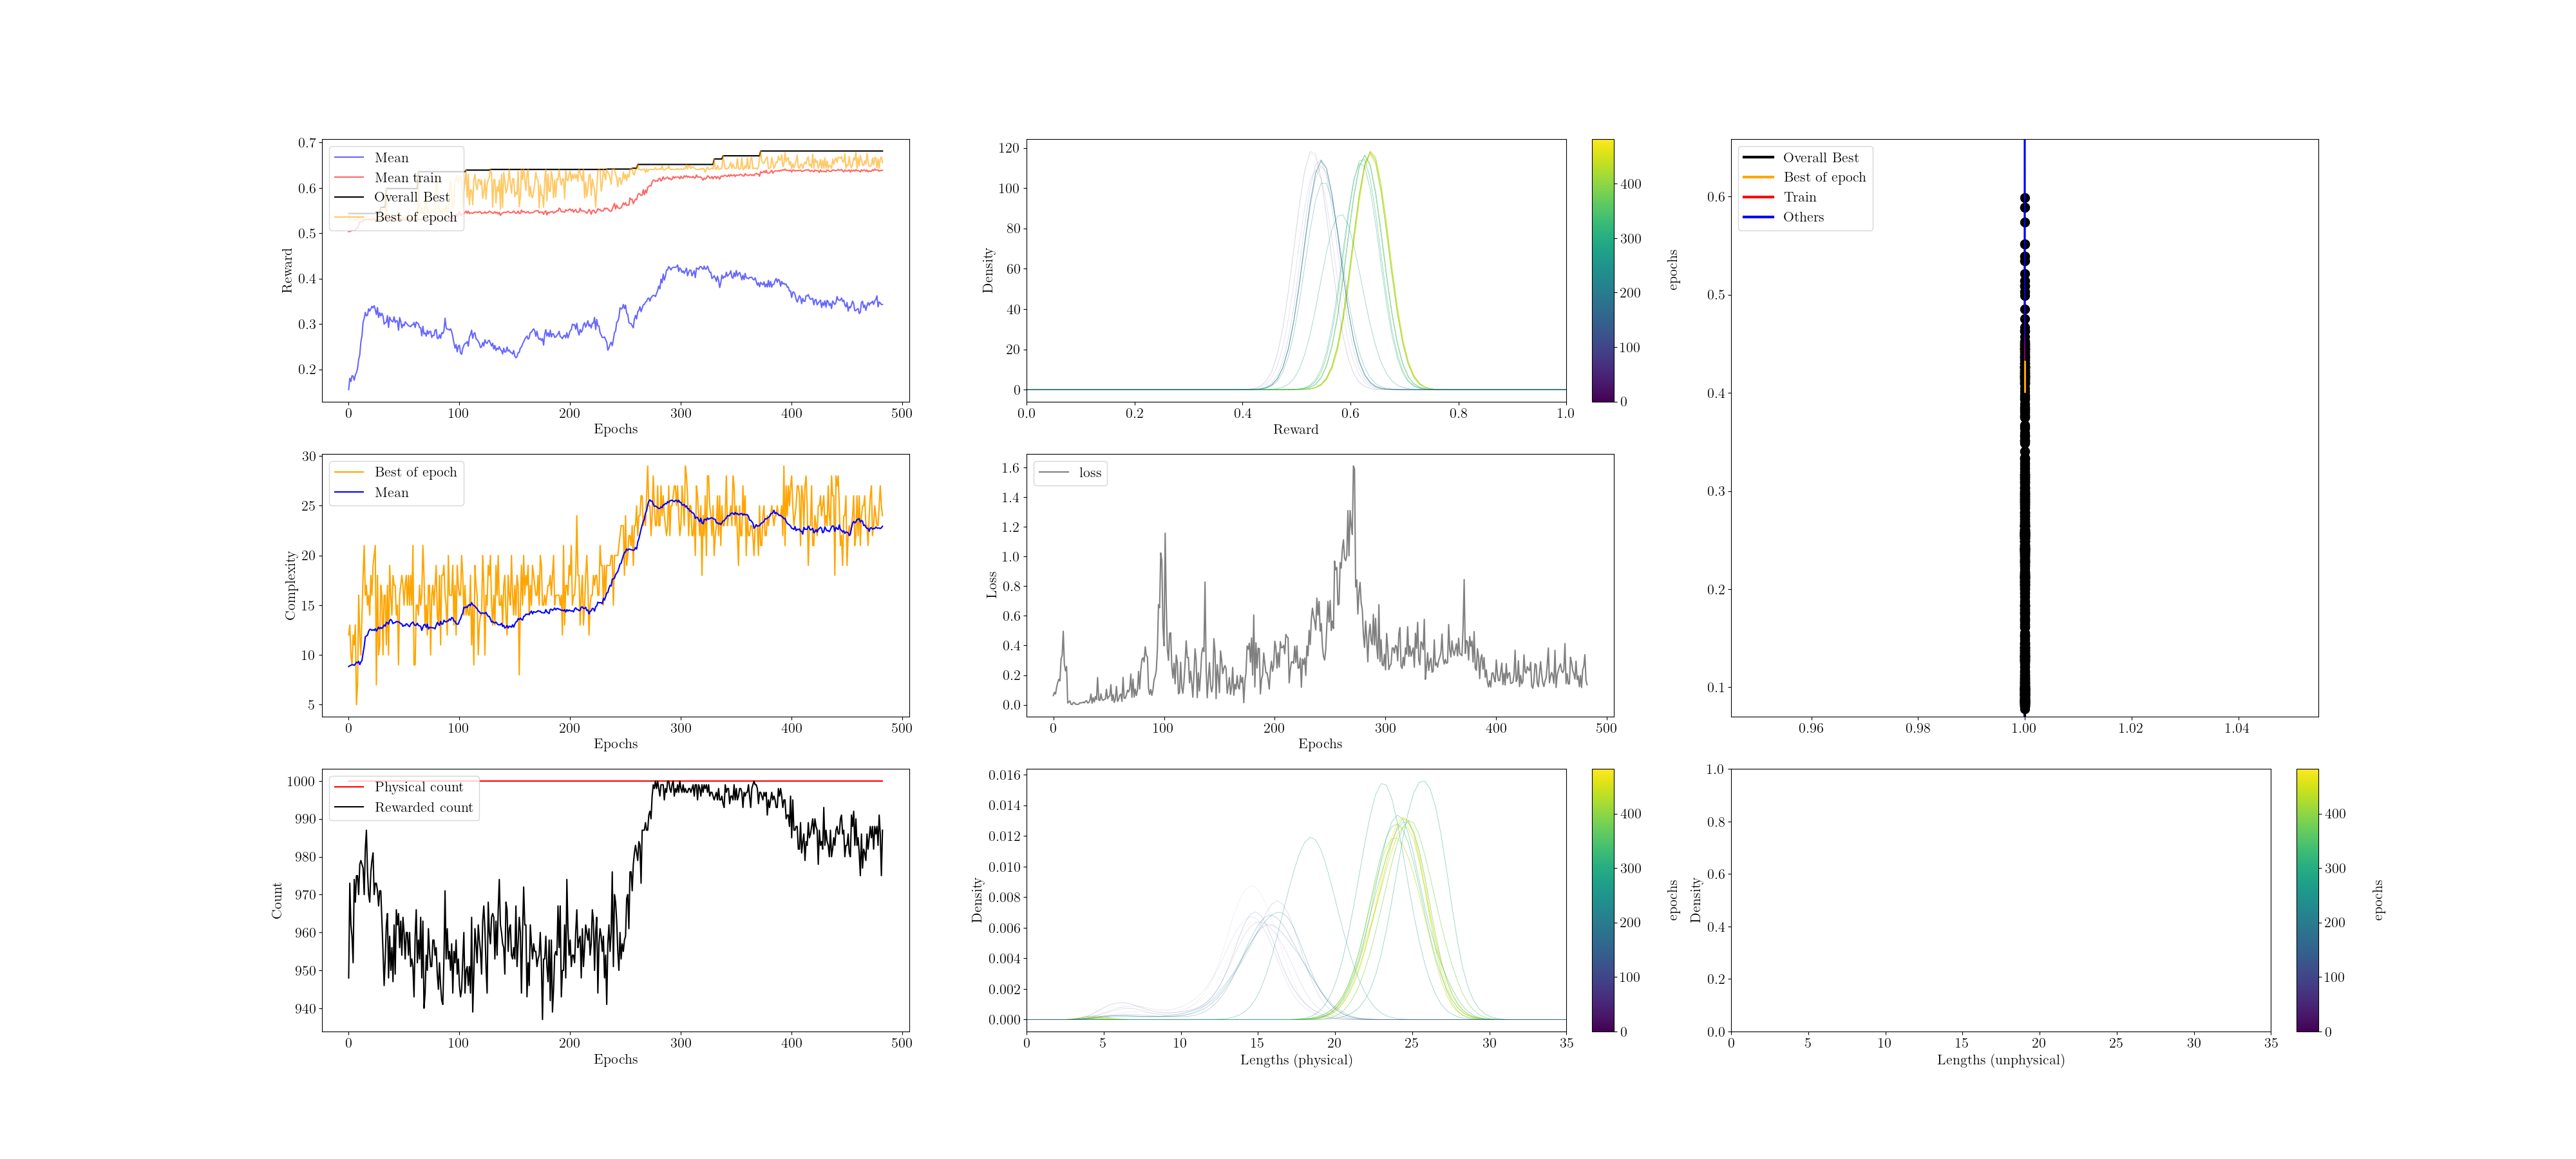 Mean
Mean train
Overall Best
Best of epoch
0.7
0.6
0.5
0.4
0.3
0.2
Reward
0 100 200 300 400 500
Epochs
120
100
80
60
40
20
0
Density
0.0 0.2 0.4 0.6 0.8 1.0
Reward
400
300
200
100
0
epochs
Overall Best
Best of epoch
Train
Others
0.6
0.5
0.4
0.3
0.2
0.1
0.96 0.98 1.00 1.02 1.04
Best of epoch
Mean
30
25
20
15
10
5
Complexity
0 100 200 300 400 500
Epochs
loss
1.6
1.4
1.2
1.0
0.8
0.6
0.4
0.2
0.0
Loss
0 100 200 300 400 500
Epochs
Physical count
Rewarded count
1000
990
980
970
960
950
940
Count
0 100 200 300 400 500
Epochs
0.016
0.014
0.012
0.010
0.008
0.006
0.004
0.002
0.000
Density
0 5 10 15 20 25 30 35
Lengths (physical)
400
300
200
100
0
epochs
1.0
0.8
0.6
0.4
0.2
0.0
Density
0 5 10 15 20 25 30 35
Lengths (unphysical)
400
300
200
100
0
epochs